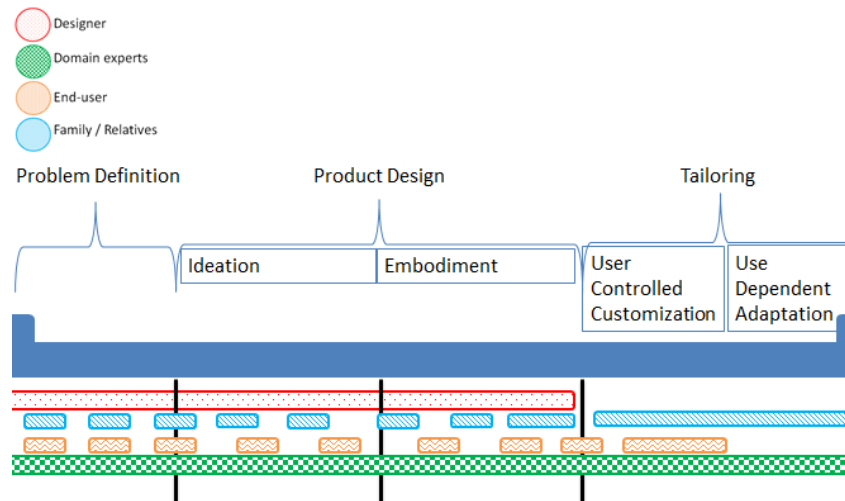 Designer
Domain experts
End-user
Family / Relatives
Problem Definition
Product Design
Tailoring
Ideation
Embodiment
User
Controlled
Customization
Use
Dependent
Adaptation